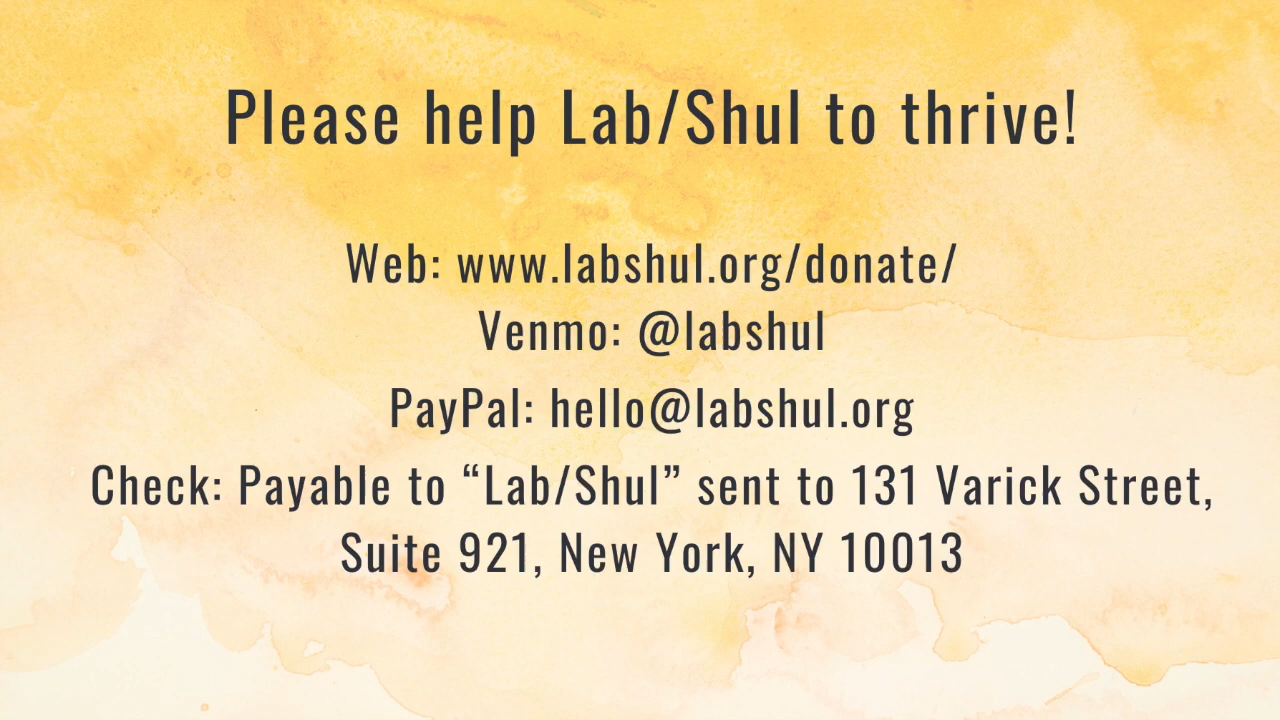 Please help Lab/Shul to thrive!
Web: www.labshul.org/donate/
Venmo: @labshul
PayPal: hello@labshul.org
Check: Payable to “Lab/Shul” sent to 131 Varick Street,
Suite 921, New York, NY 10013